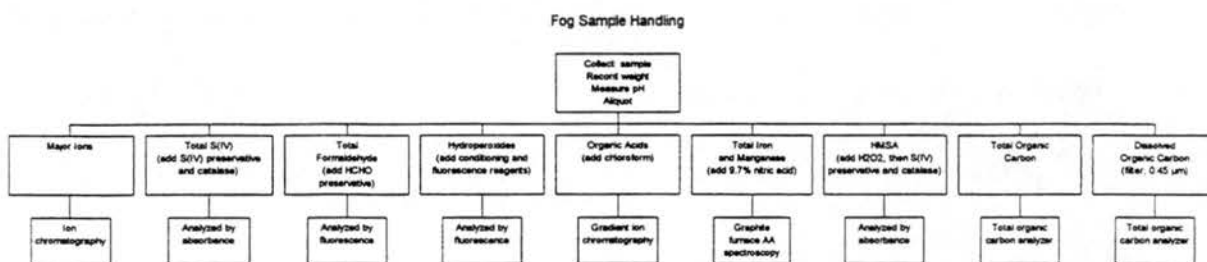 Fog Sample Handling
Collect sample
Record weight
Measure pH
Aliquot
Major Ions
Total S(IV)
(add S(IV) preservative
and catalase)
Total
Formaldehyde
(add HCHO
preservative)
Hydroperoxides
(add conditioning and
fluorescence reagents)
Organic Acids
(add chloroform)
Total Iron
and Manganese
(add 9.7% nitric acid)
HMSA
(add H2O2, then S(IV)
preservative and catalase)
Total Organic
Carbon
Dissolved
Organic Carbon
(filter, 0.45 µm)
Ion
chromatography
Analyzed by
absorbance
Analyzed by
fluorescence
Analyzed by
fluorescence
Gradient ion
chromatography
Graphite
furnace AA
spectroscopy
Analyzed by
absorbance
Total organic
carbon analyzer
Total organic
carbon analyzer